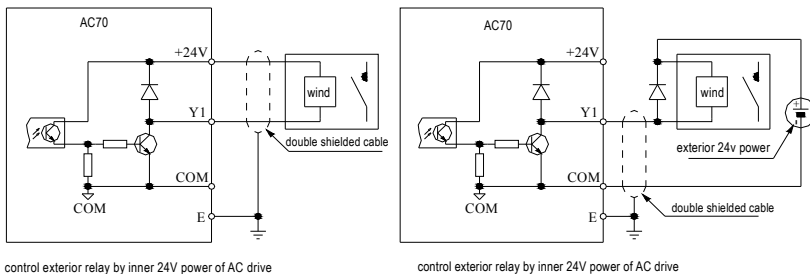 AC70
+24V
wind
Y1
double shielded cable
COM
COM
E
control exterior relay by inner 24V power of AC drive
AC70
+24V
wind
Y1
+
exterior 24v power
COM
COM
double shielded cable
E
control exterior relay by inner 24V power of AC drive